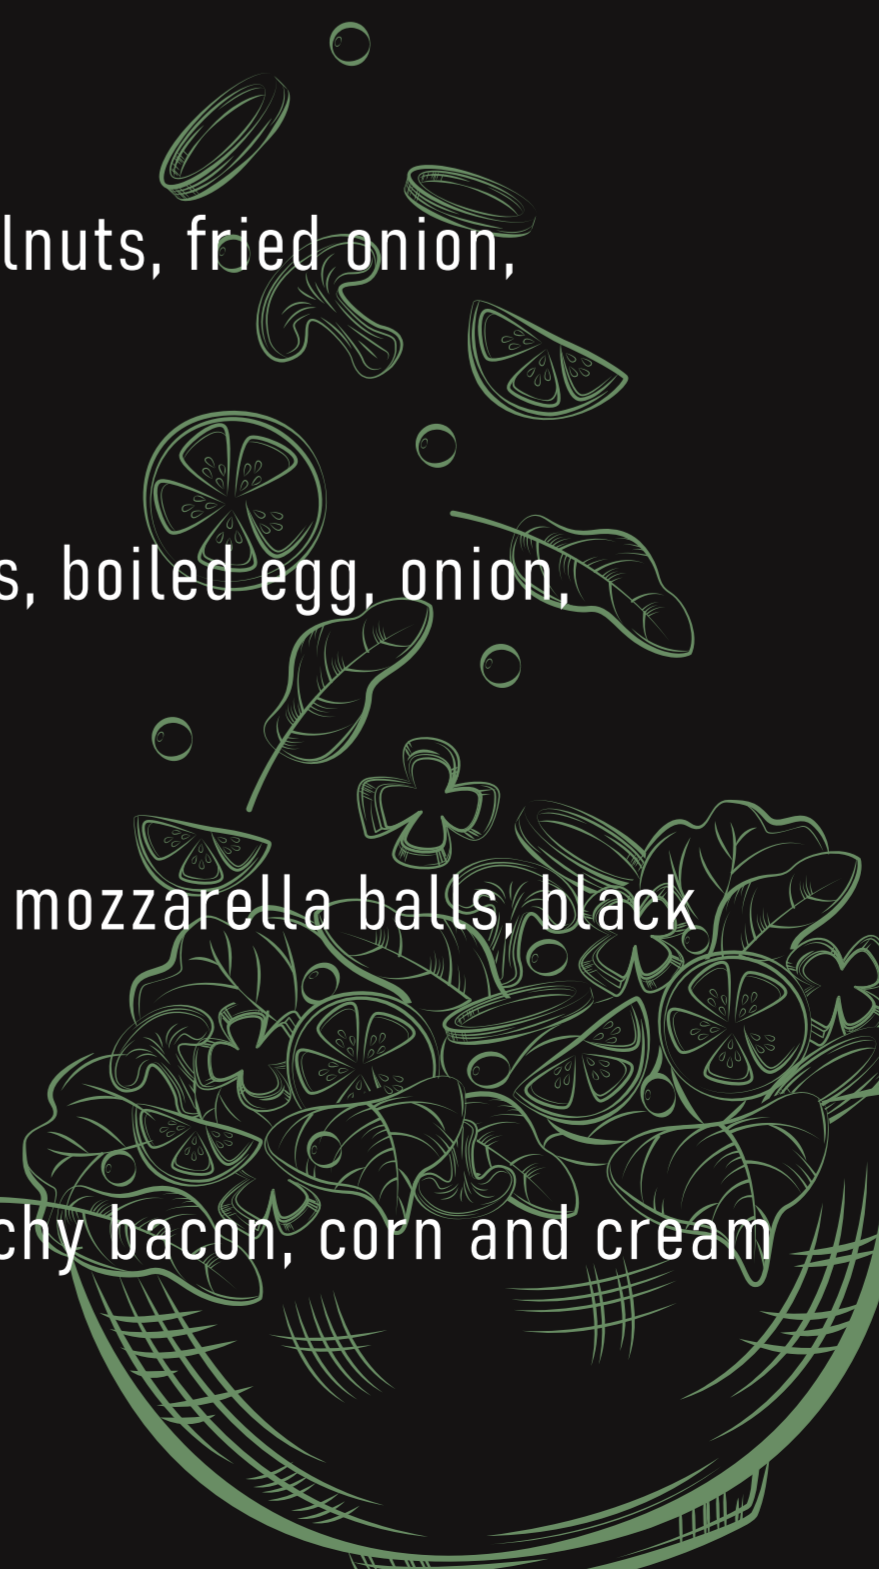 lnuts, fried onion,
s, boiled egg, onion,
mozzarella balls, black
chy bacon, corn and cream